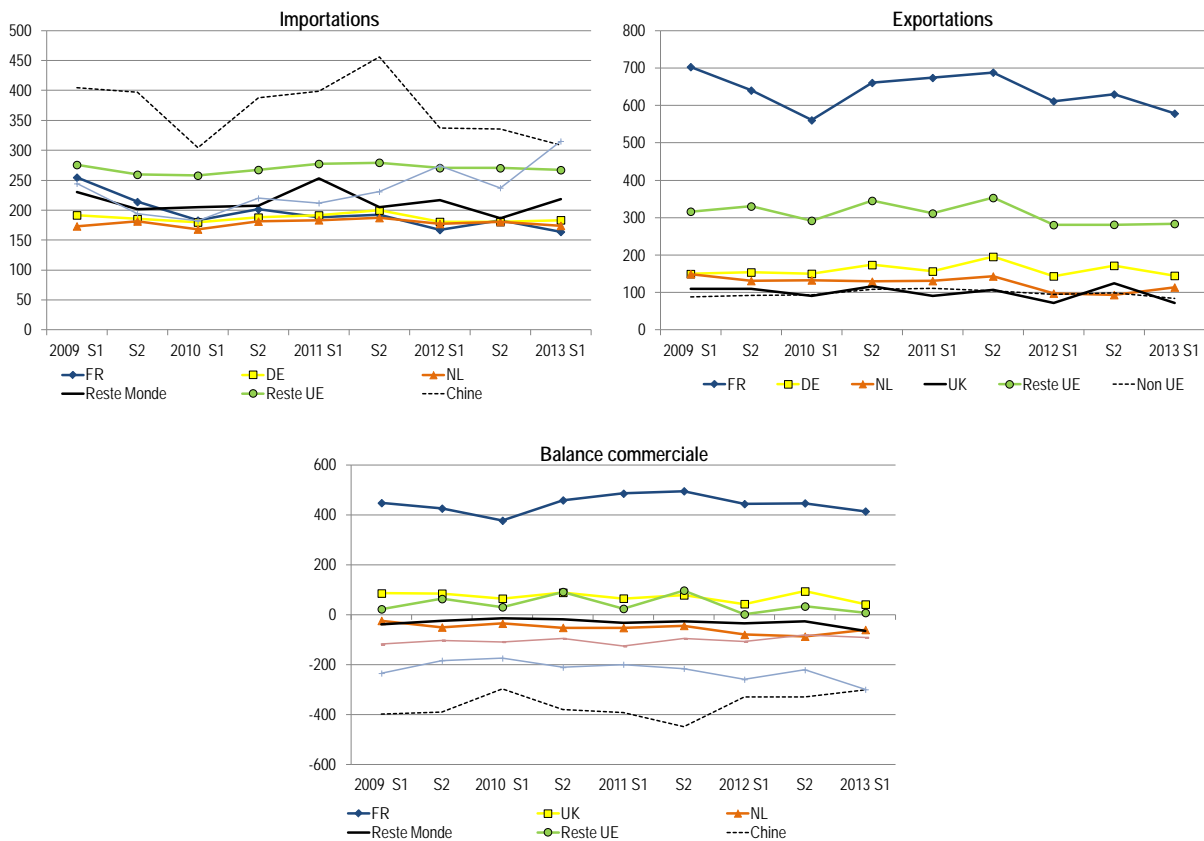 Importations
500
450
400
350
300
250
200
150
100
50
0
2009 S1 S2 2010 S1 S2 2011 S1 S2 2012 S1 S2 2013 S1
FR DE NL
Reste Monde Reste UE Chine
Exportations
800
700
600
500
400
300
200
100
0
2009 S1 S2 2010 S1 S2 2011 S1 S2 2012 S1 S2 2013 S1
FR DE NL UK Reste UE Non UE
Balance commerciale
600
400
200
0
-200
-400
-600
2009 S1 S2 2010 S1 S2 2011 S1 S2 2012 S1 S2 2013 S1
FR UK NL
Reste Monde Reste UE Chine